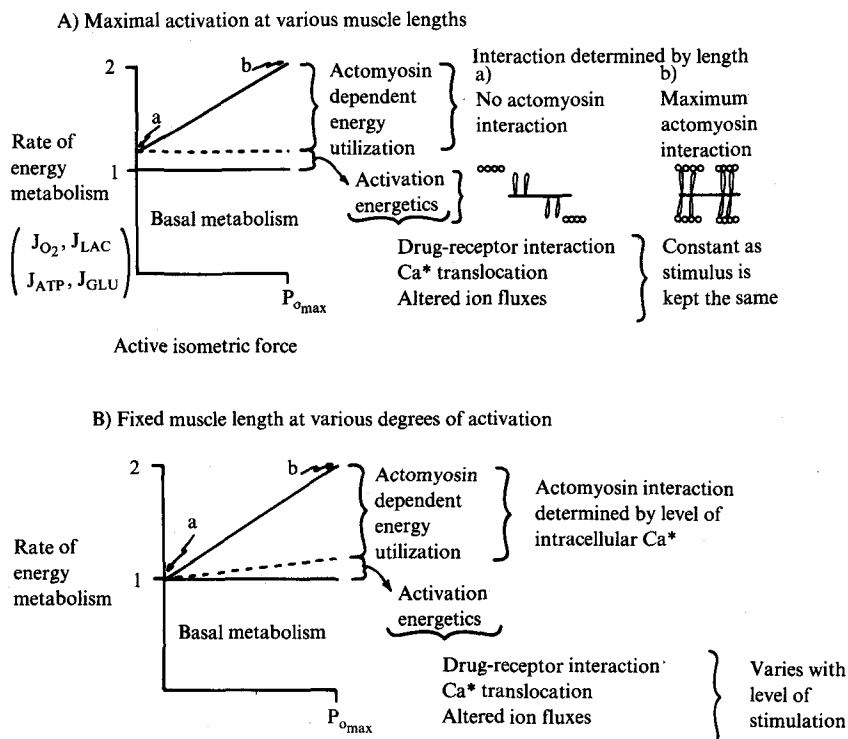 A) Maximal activation at various muscle lengths
Interaction determined by length
a)
b)
No actomyosin
interaction
Maximum
actomyosin
interaction
2
b
a
1
Actomyosin
dependent
energy
utilization
Activation
energetics
Rate of
energy
metabolism
( J_O2, J_LAC
J_ATP, J_GLU )
Basal metabolism
P_omax
Active isometric force
Drug-receptor interaction
Ca* translocation
Altered ion fluxes
Constant as
stimulus is
kept the same
B) Fixed muscle length at various degrees of activation
2
b
a
1
Actomyosin
dependent
energy
utilization
Actomyosin interaction
determined by level of
intracellular Ca*
Rate of
energy
metabolism
Activation
energetics
Basal metabolism
P_omax
Drug-receptor interaction
Ca* translocation
Altered ion fluxes
Varies with
level of
stimulation